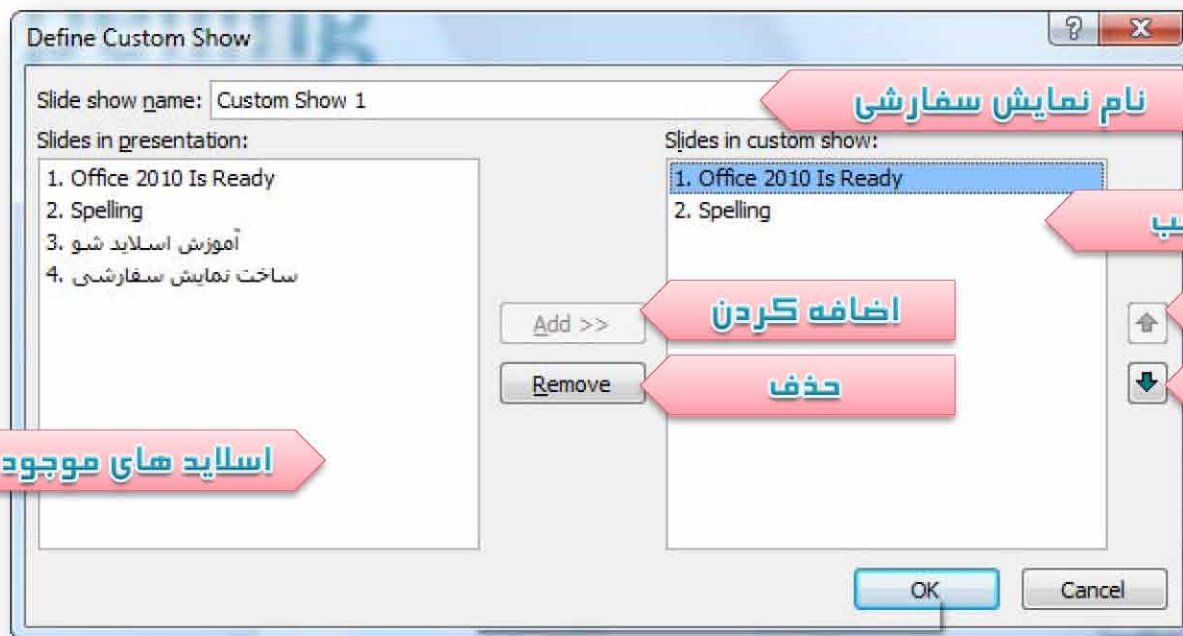 Define Custom Show
Slide show name: Custom Show 1
نام نمایش سفارشی
Slides in presentation:
1. Office 2010 Is Ready
2. Spelling
3. آموزش اسلاید شو
4. ساخت نمایش سفارشی
Slides in custom show:
1. Office 2010 Is Ready
2. Spelling
Add >>
اضافه کردن
Remove
حذف
اسلاید های موجود
OK
Cancel